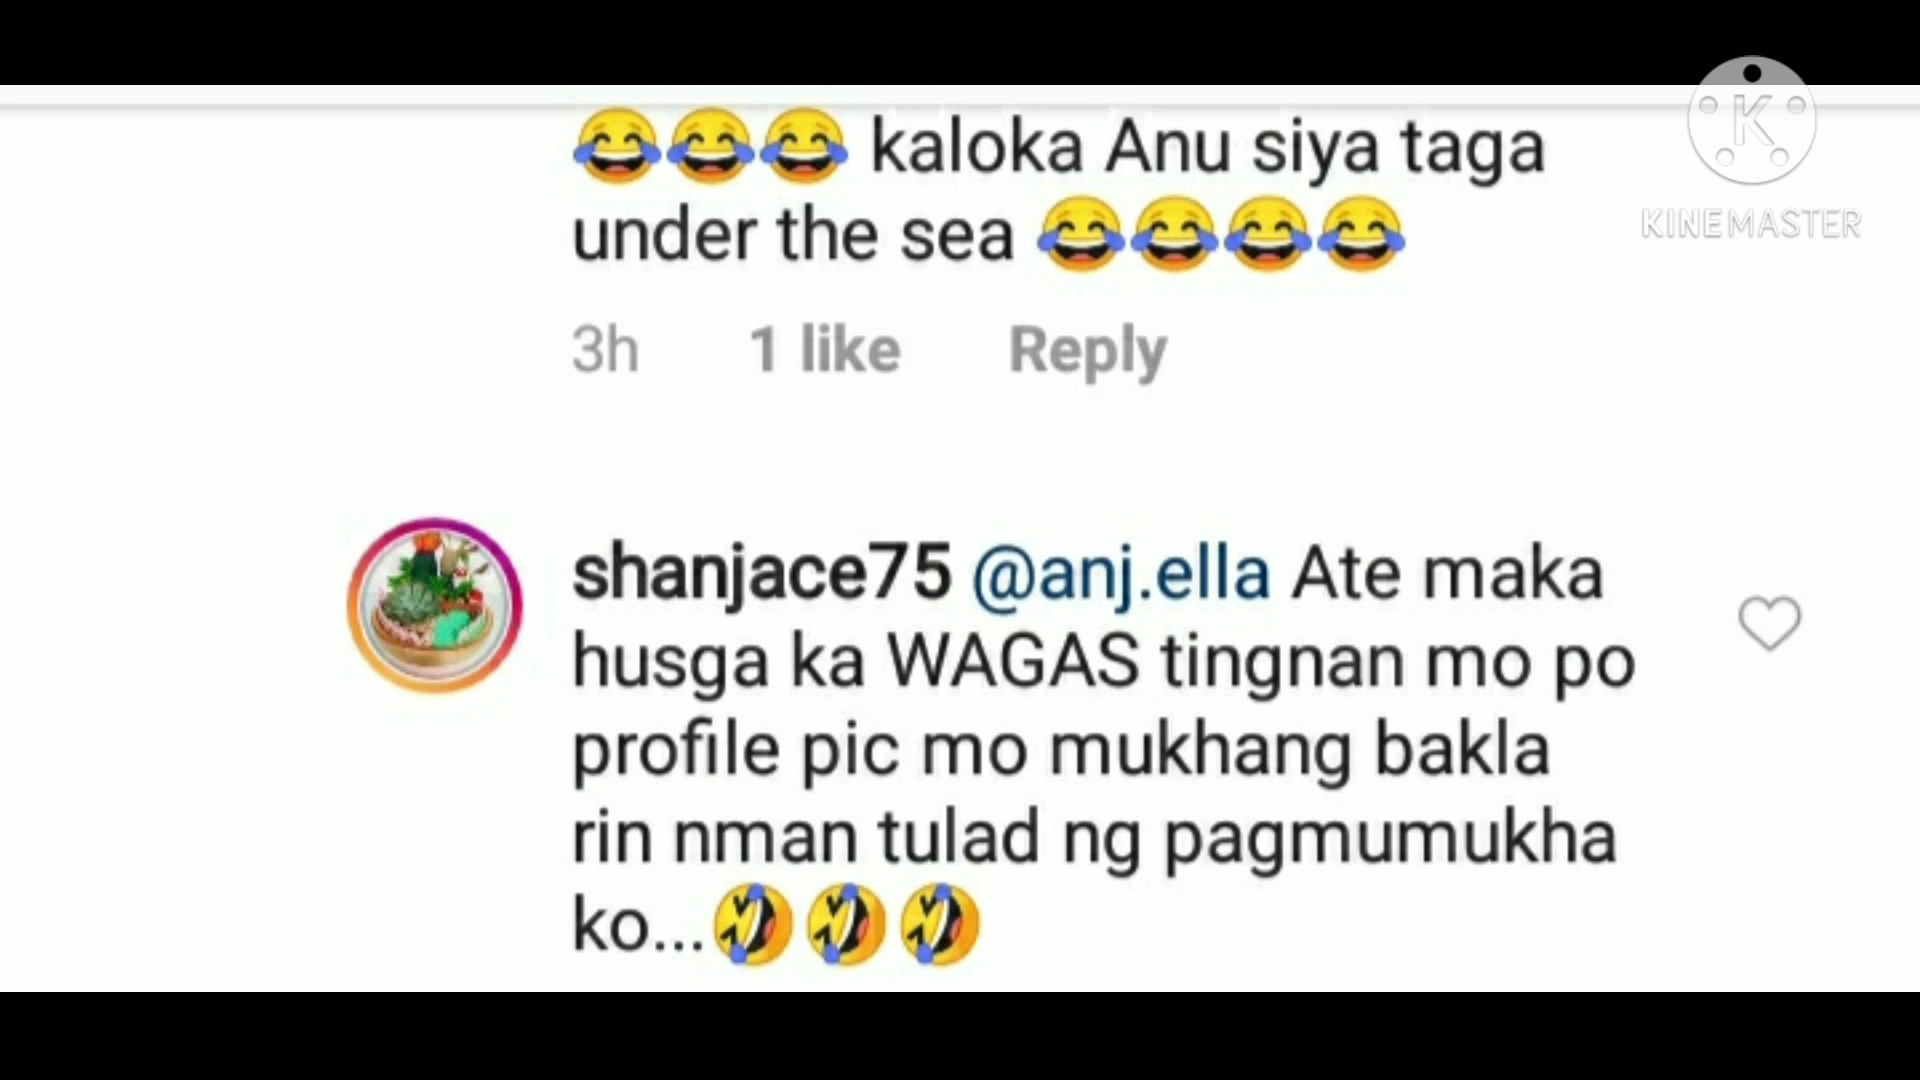 😂😂😂 kaloka Anu siya taga
under the sea 😂😂😂😂
3h 1 like Reply
shanjace75 @anj.ella Ate maka
husga ka WAGAS tingnan mo po
profile pic mo mukhang bakla
rin nman tulad ng pagmumukha
ko...🤣🤣🤣
K
KINEMASTER